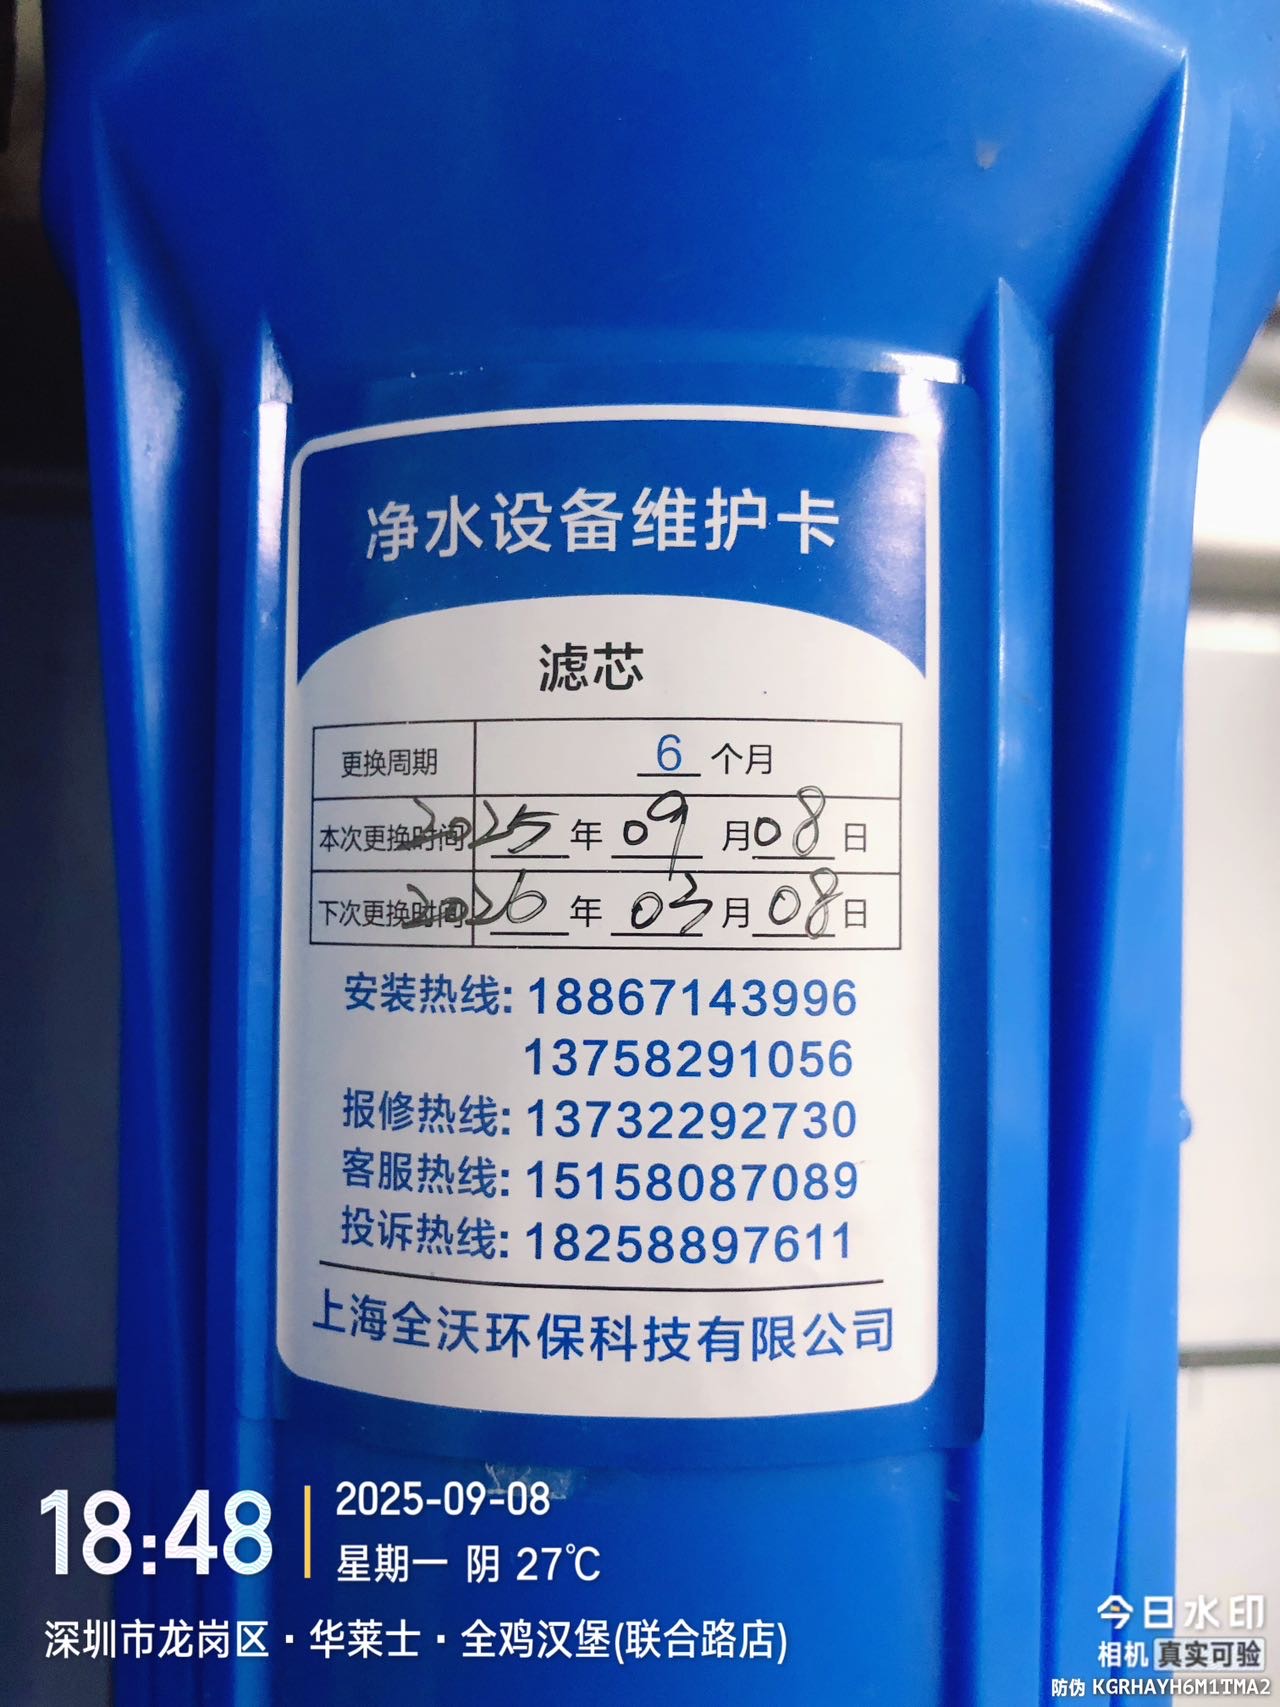 净水设备维护卡
滤芯
更换周期 6 个月
本次更换时间 2025 年 09 月 08 日
下次更换时间 2026 年 03 月 08 日
安装热线: 18867143996
13758291056
报修热线: 13732292730
客服热线: 15158087089
投诉热线: 18258897611
上海全沃环保科技有限公司
18:48
2025-09-08
星期一 阴 27℃
深圳市龙岗区·华莱士·全鸡汉堡(联合路店)
今日水印
相机 真实可验
防伪 KGRHAYH6M1TMA2